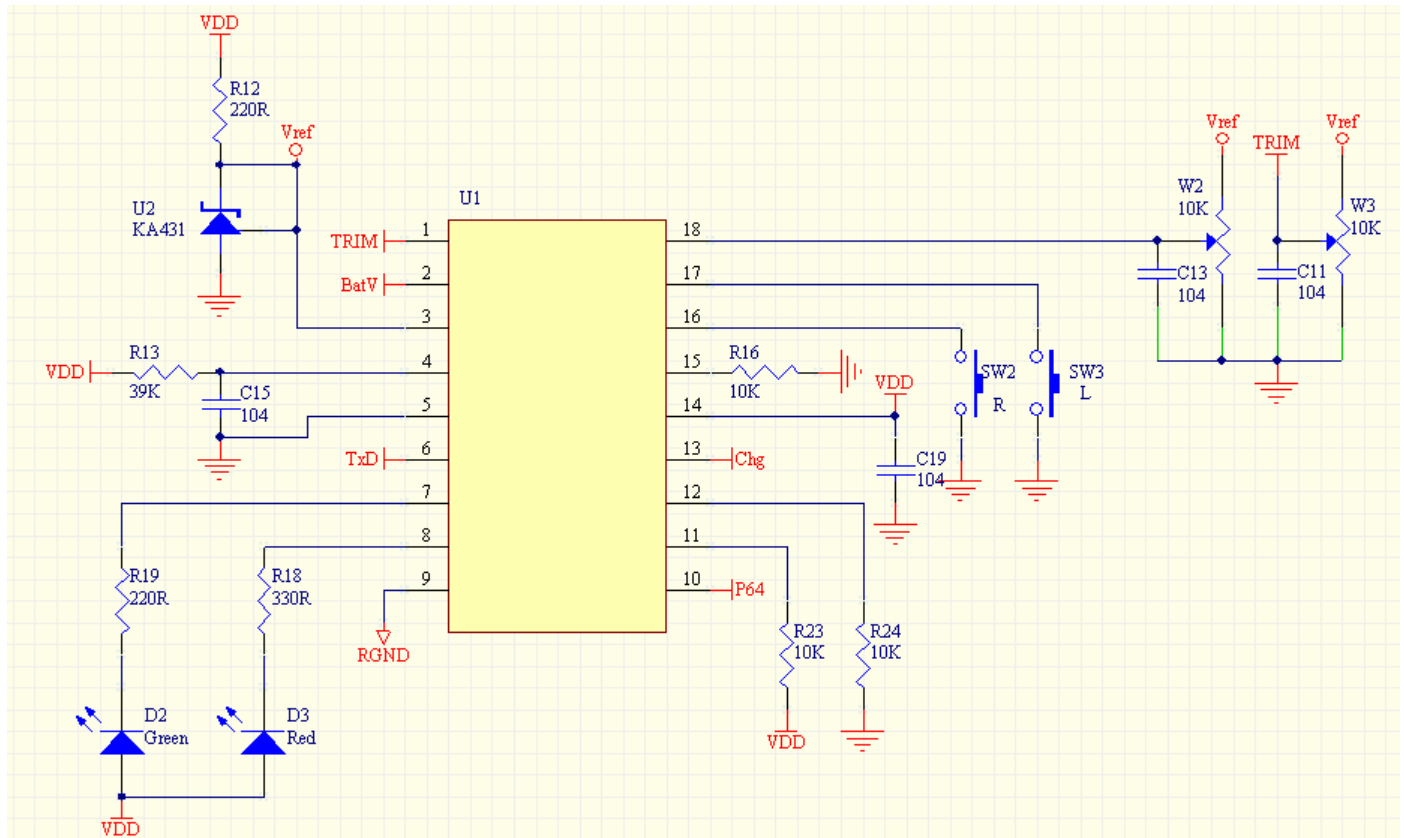 VDD
R12
220R
Vref
U2
KA431
U1
TRIM
1
BatV
2
3
R13
VDD
39K
4
C15
104
5
TxD
6
7
8
9
RGND
R19
220R
R18
330R
D2
Green
D3
Red
VDD
18
17
16
15
14
13
12
11
10
R16
10K
VDD
Chg
C19
104
P64
R23
10K
R24
10K
VDD
SW2
R
SW3
L
Vref
TRIM
Vref
W2
10K
W3
10K
C13
104
C11
104